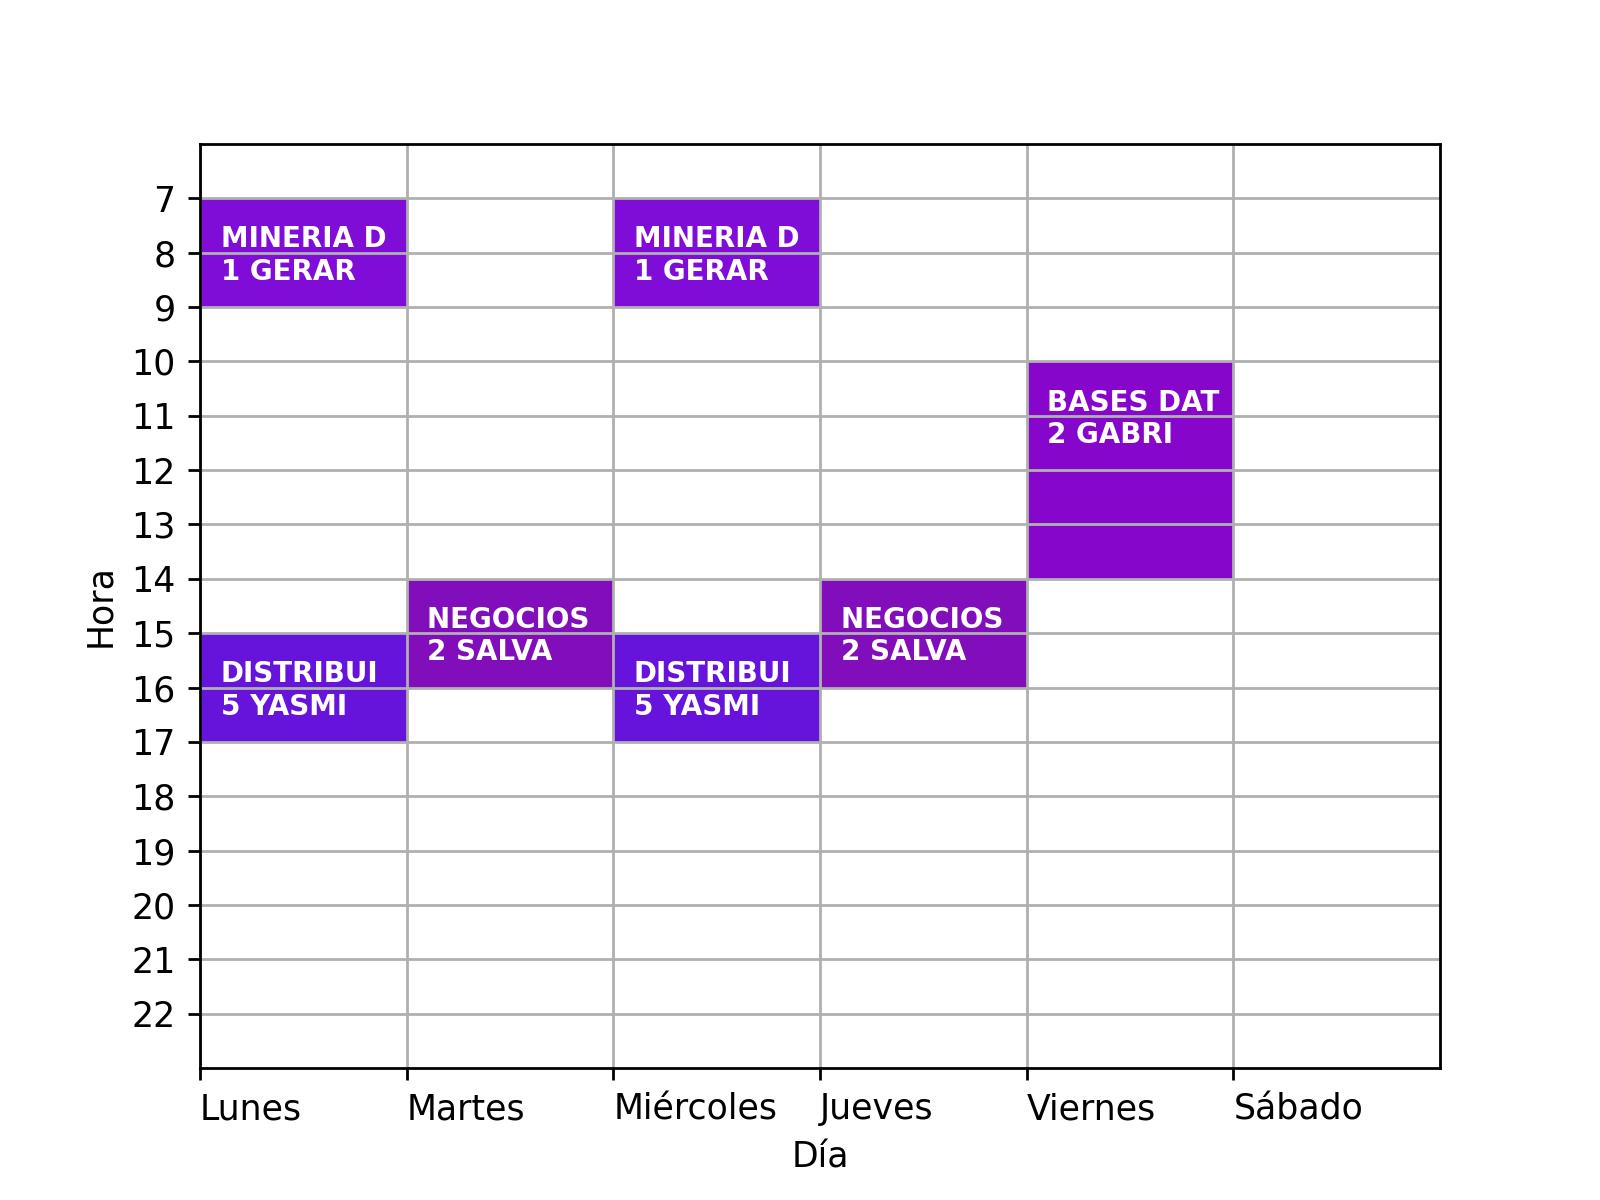 7
MINERIA D
1 GERAR
MINERIA D
1 GERAR
8
9
10
BASES DAT
2 GABRI
11
12
13
14
NEGOCIOS
2 SALVA
NEGOCIOS
2 SALVA
15
DISTRIBUI
5 YASMI
DISTRIBUI
5 YASMI
16
17
18
19
20
21
22
Hora
Lunes Martes Miércoles Jueves Viernes Sábado
Día